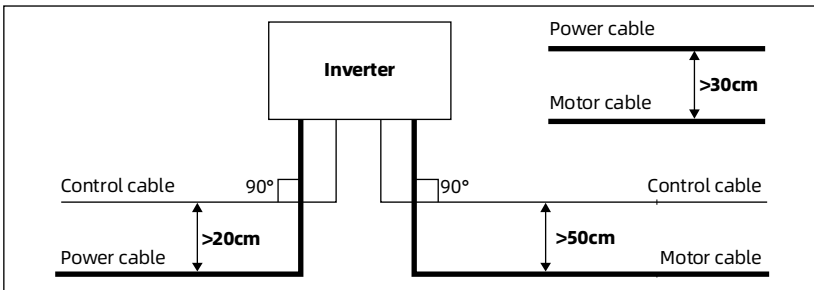 Power cable
Inverter
>30cm
Motor cable
Control cable
90°
90°
Control cable
>20cm
>50cm
Power cable
Motor cable